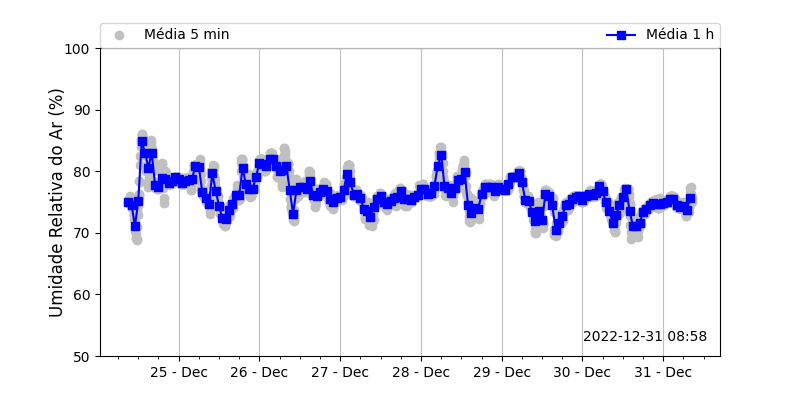 Média 5 min
Média 1 h
Umidade Relativa do Ar (%)
100
90
80
70
60
50
2022-12-31 08:58
25 - Dec
26 - Dec
27 - Dec
28 - Dec
29 - Dec
30 - Dec
31 - Dec